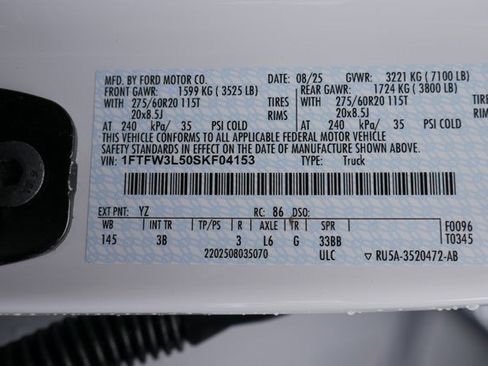 MFD. BY FORD MOTOR CO. DATE: 08/25 GVWR: 3221 KG ( 7100 LB)
FRONT GAWR: 1599 KG ( 3525 LB) REAR GAWR: 1724 KG ( 3800 LB)
WITH 275/60R20 115T TIRES WITH 275/60R20 115T TIRES
20x8.5J RIMS 20x8.5J RIMS
AT 240 kPa/ 35 PSI COLD AT 240 kPa/ 35 PSI COLD
THIS VEHICLE CONFORMS TO ALL APPLICABLE FEDERAL MOTOR VEHICLE
SAFETY STANDARDS IN EFFECT ON THE DATE OF MANUFACTURE SHOWN ABOVE.
VIN: 1FTFW3L50SKF04153 TYPE: Truck
EXT PNT: YZ RC: 86 DSO:
WB INT TR TP/PS R AXLE TR SPR F0096
145 3B 3 L6 G 33BB T0345
2202508035070 ULC RU5A-3520472-AB